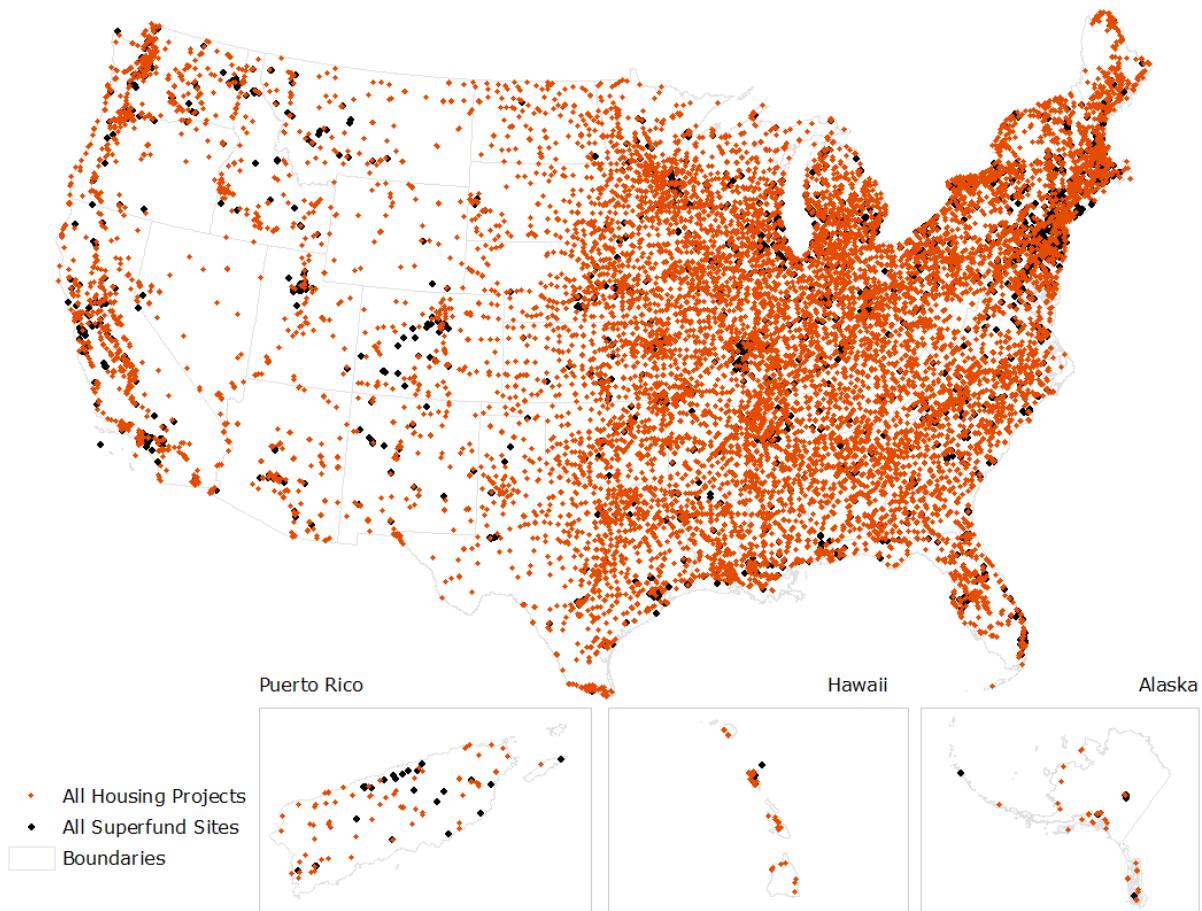 Puerto Rico
Hawaii
Alaska
All Housing Projects
All Superfund Sites
Boundaries